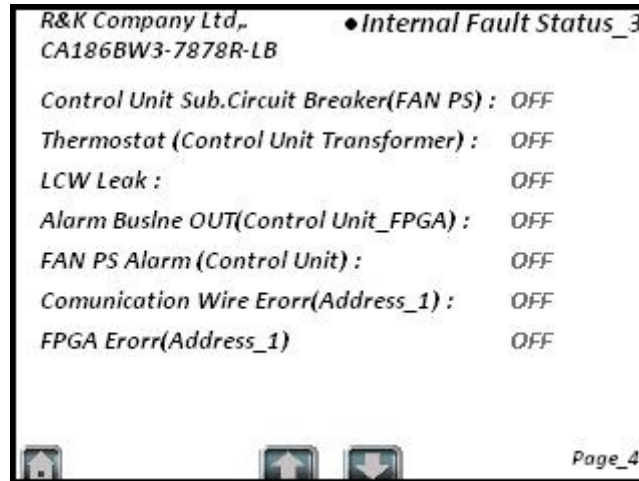 R&K Company Ltd,.
●Internal Fault Status_3
CA186BW3-7878R-LB
Control Unit Sub.Circuit Breaker(FAN PS) : OFF
Thermostat (Control Unit Transformer) : OFF
LCW Leak : OFF
Alarm Buslne OUT(Control Unit_FPGA) : OFF
FAN PS Alarm (Control Unit) : OFF
Comunication Wire Erorr(Address_1) : OFF
FPGA Erorr(Address_1) OFF
Page_4